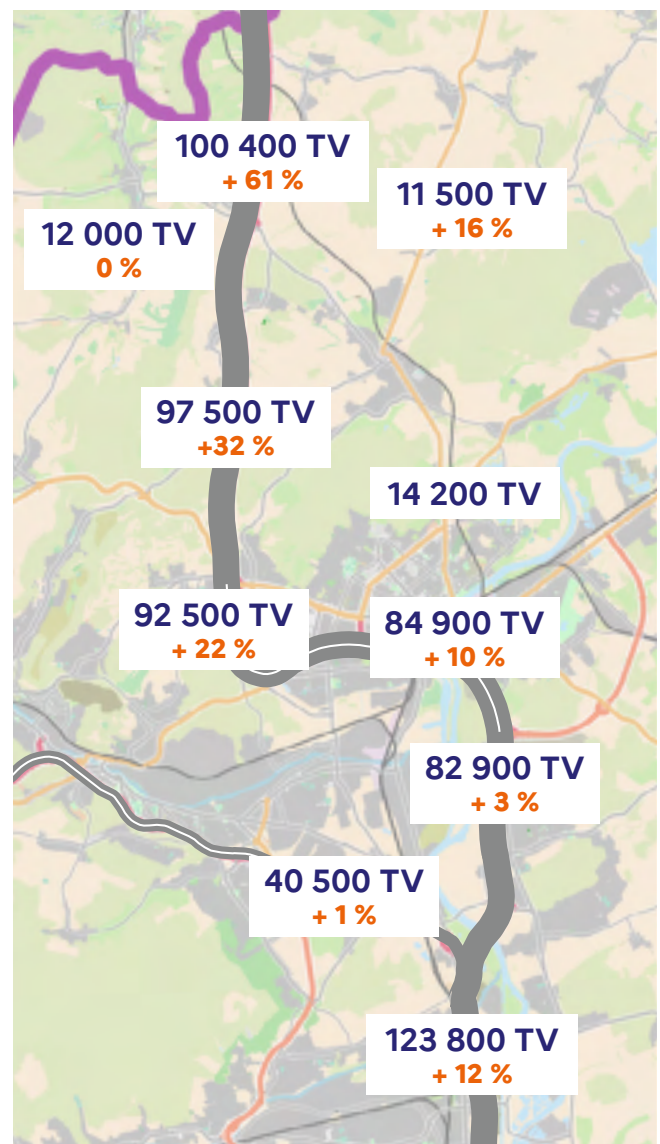 100 400 TV
+ 61 %
11 500 TV
+ 16 %
12 000 TV
0 %
97 500 TV
+32 %
14 200 TV
92 500 TV
+ 22 %
84 900 TV
+ 10 %
82 900 TV
+ 3 %
40 500 TV
+ 1 %
123 800 TV
+ 12 %